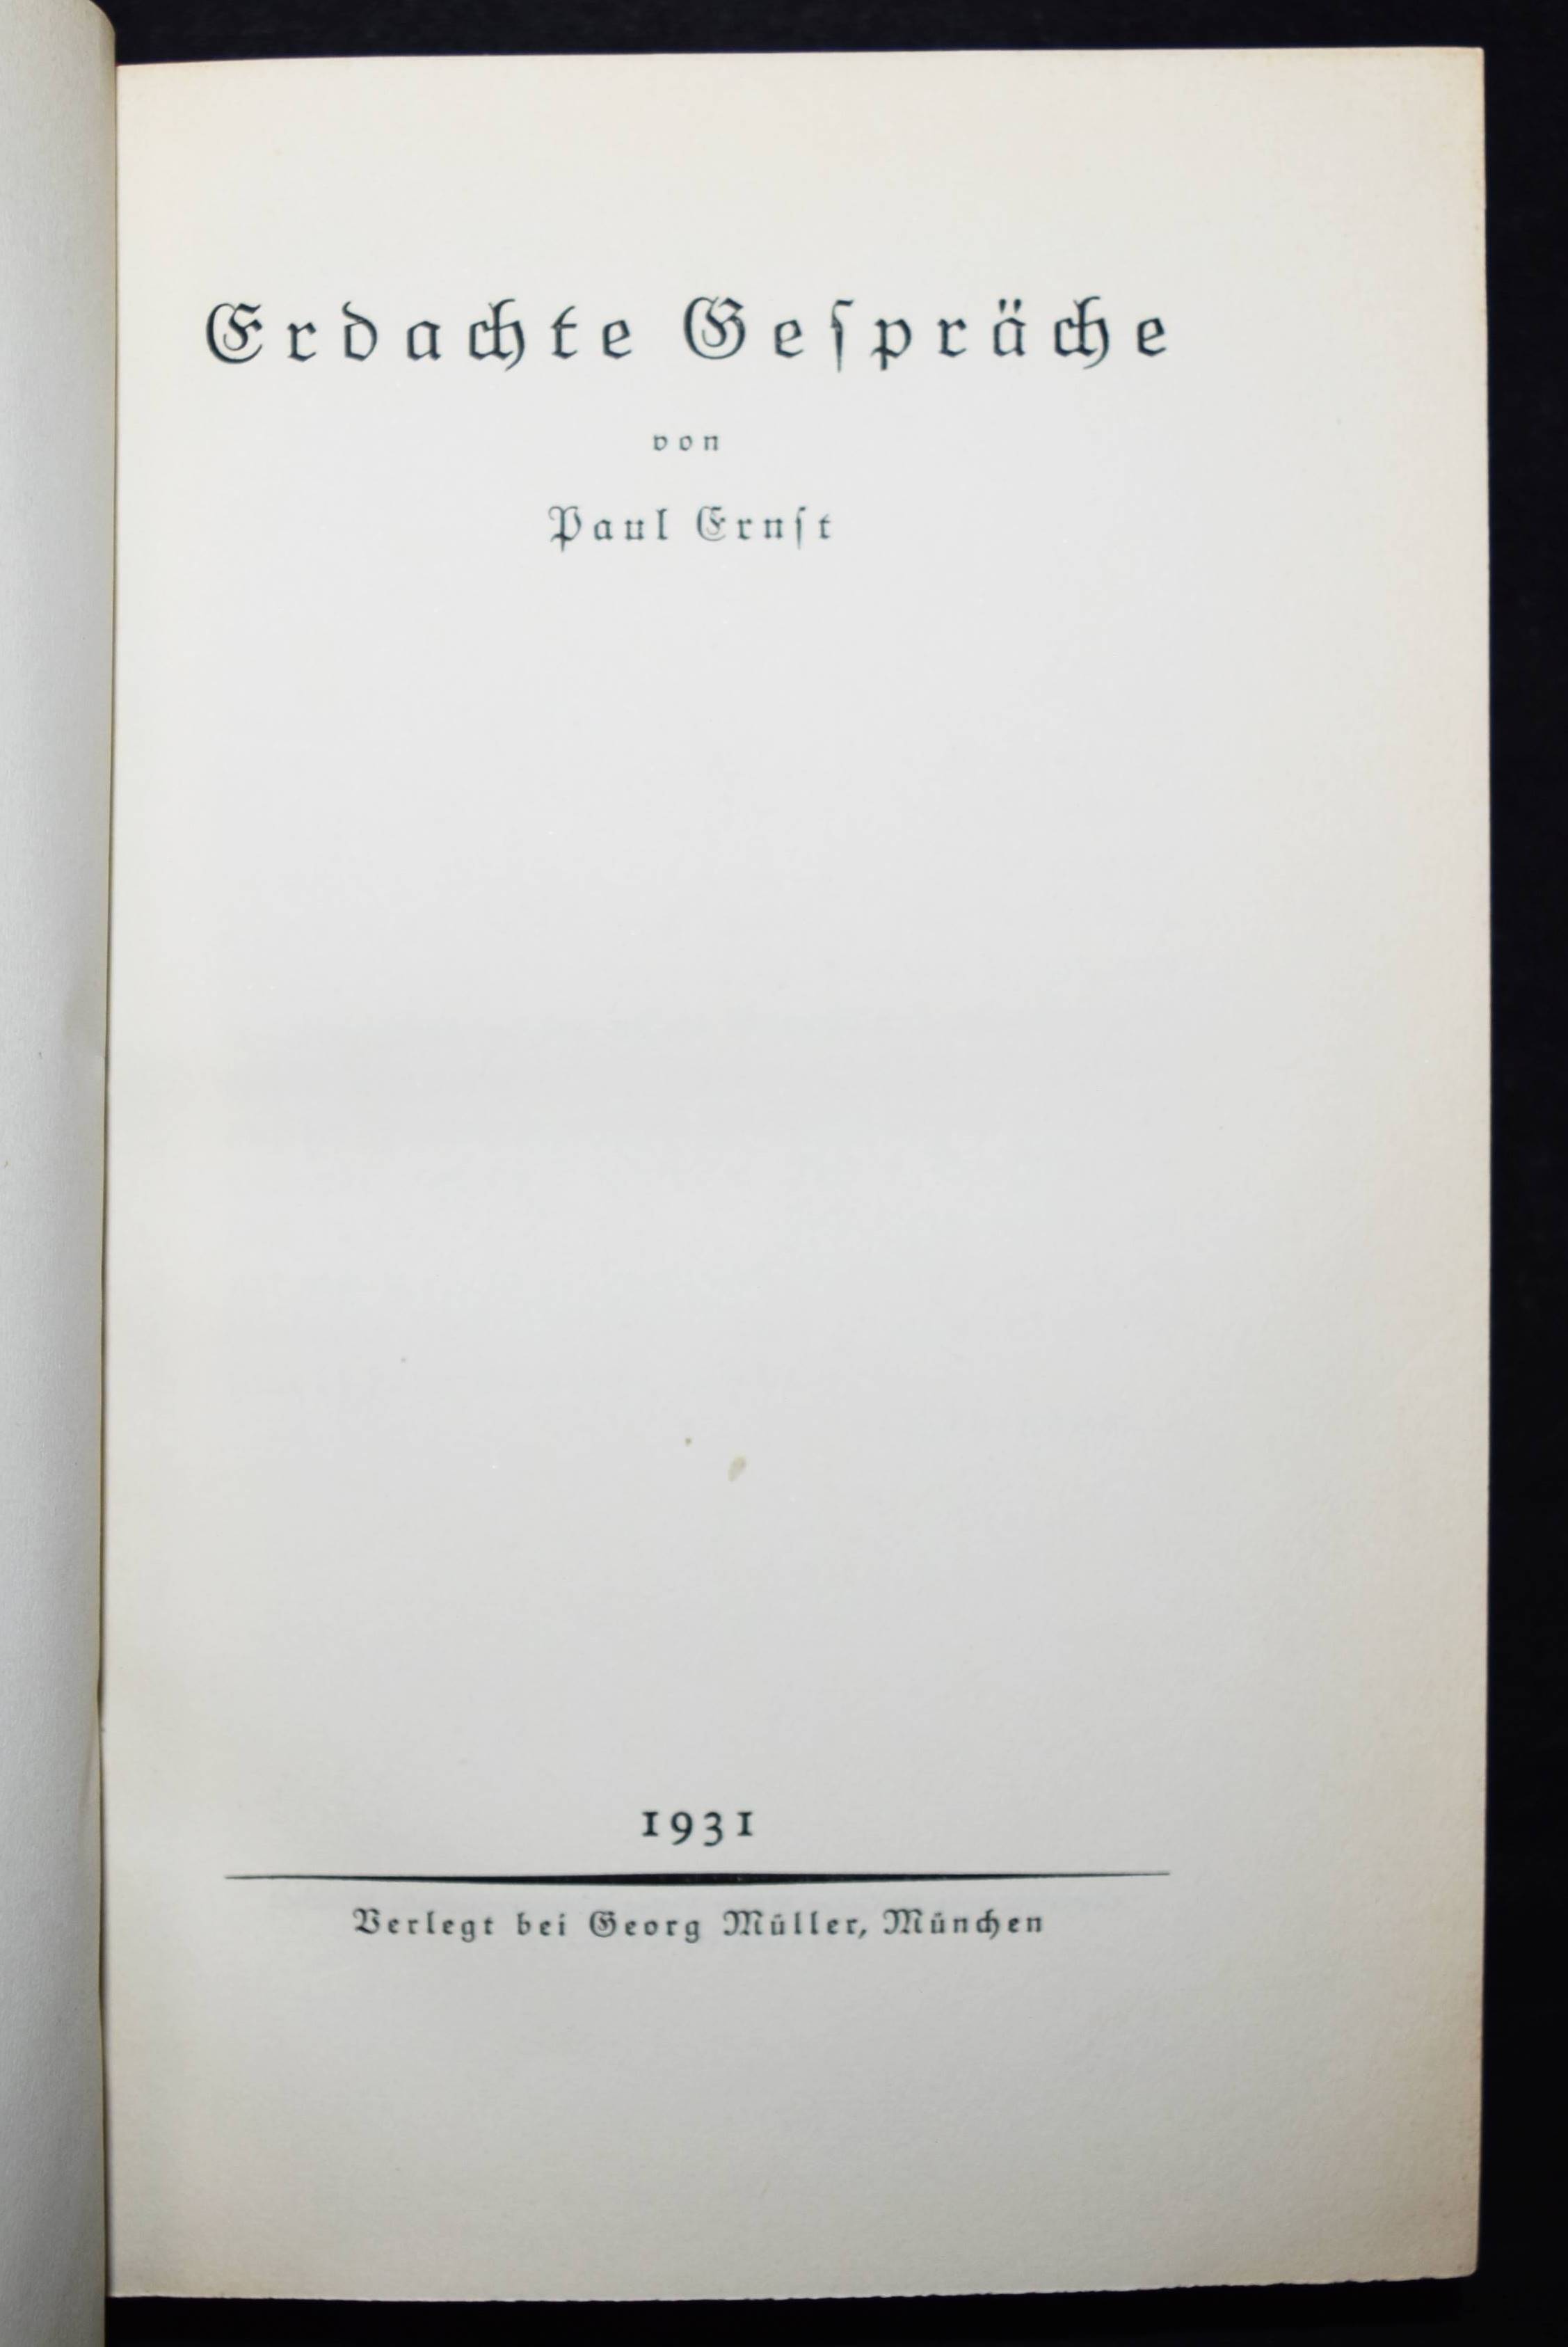 Erdachte Geſpräche
von
Paul Ernſt
1931
Verlegt bei Georg Müller, München